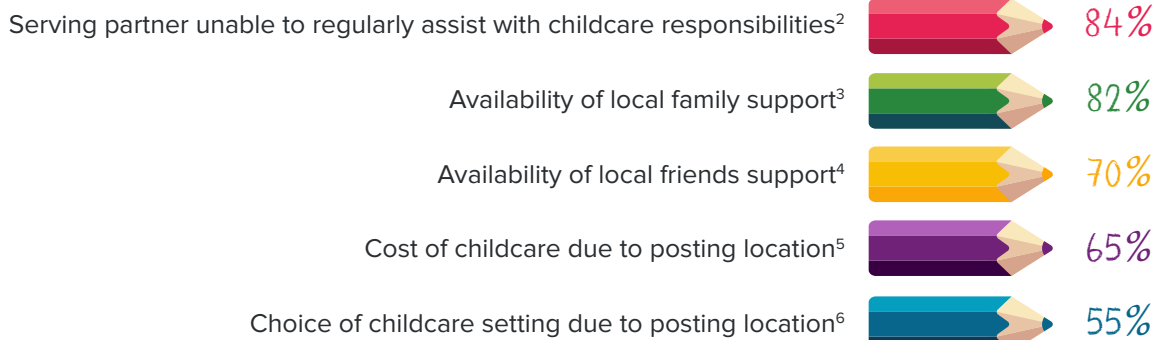 Serving partner unable to regularly assist with childcare responsibilities² 84%
Availability of local family support³ 82%
Availability of local friends support⁴ 70%
Cost of childcare due to posting location⁵ 65%
Choice of childcare setting due to posting location⁶ 55%